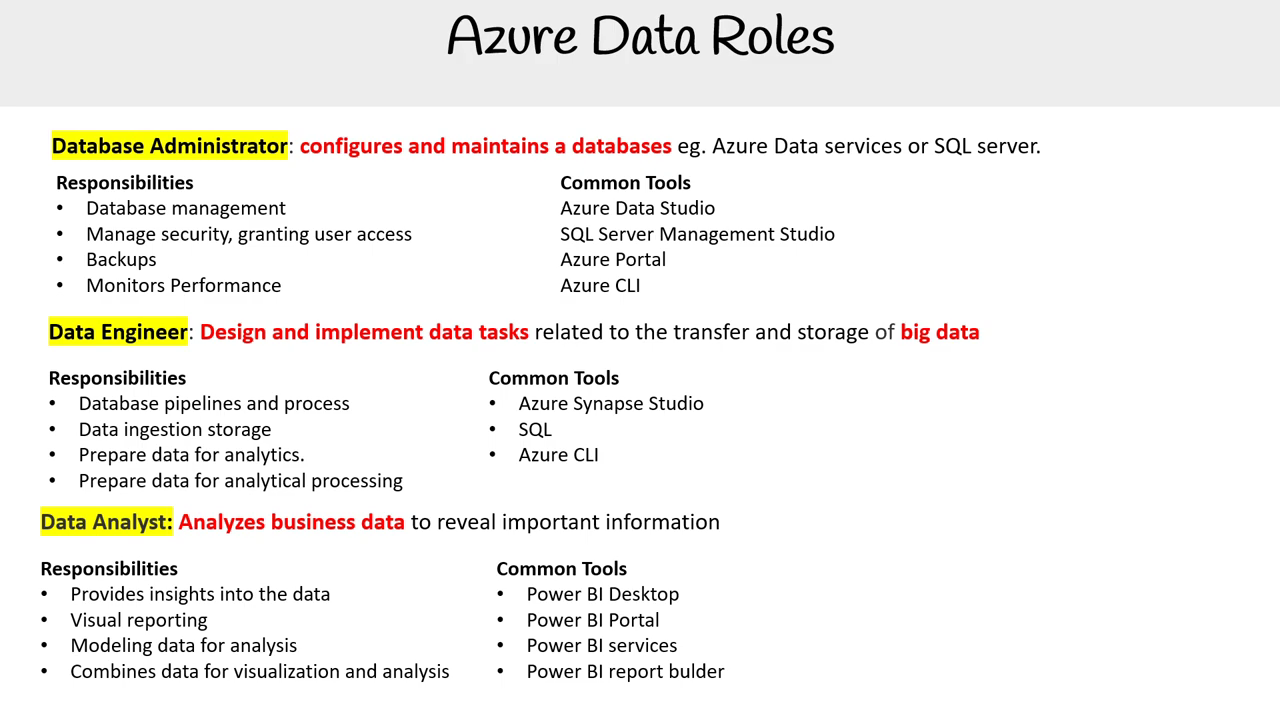 Azure Data Roles
Database Administrator: configures and maintains a databases eg. Azure Data services or SQL server.
Responsibilities
• Database management
• Manage security, granting user access
• Backups
• Monitors Performance
Common Tools
Azure Data Studio
SQL Server Management Studio
Azure Portal
Azure CLI
Data Engineer: Design and implement data tasks related to the transfer and storage of big data
Responsibilities
• Database pipelines and process
• Data ingestion storage
• Prepare data for analytics.
• Prepare data for analytical processing
Common Tools
• Azure Synapse Studio
• SQL
• Azure CLI
Data Analyst: Analyzes business data to reveal important information
Responsibilities
• Provides insights into the data
• Visual reporting
• Modeling data for analysis
• Combines data for visualization and analysis
Common Tools
• Power BI Desktop
• Power BI Portal
• Power BI services
• Power BI report bulder